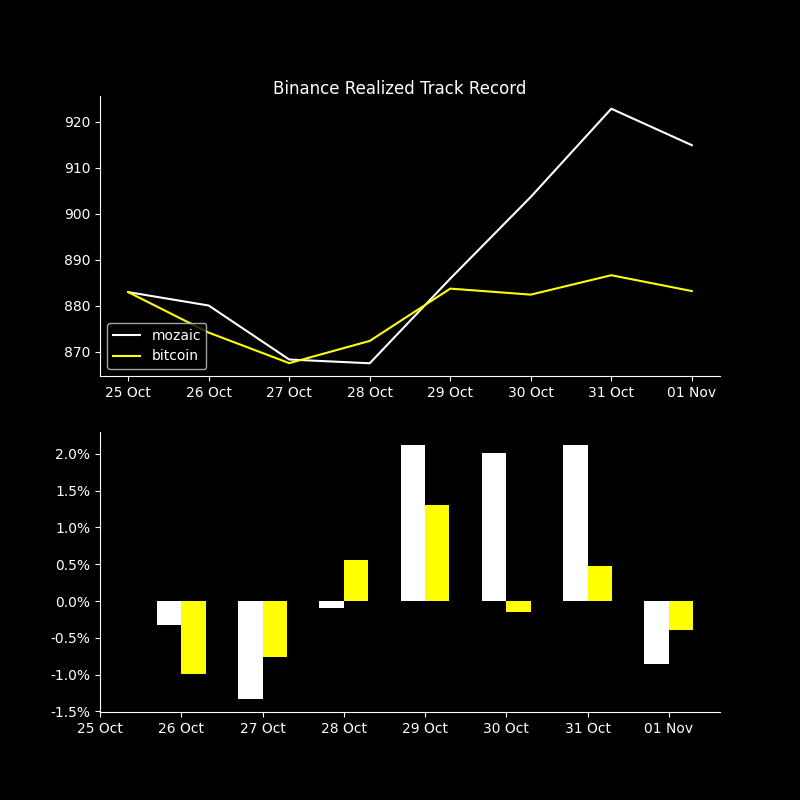 Binance Realized Track Record
920
910
900
890
880
870
mozaic
bitcoin
25 Oct 26 Oct 27 Oct 28 Oct 29 Oct 30 Oct 31 Oct 01 Nov
2.0%
1.5%
1.0%
0.5%
0.0%
-0.5%
-1.0%
-1.5%
25 Oct 26 Oct 27 Oct 28 Oct 29 Oct 30 Oct 31 Oct 01 Nov